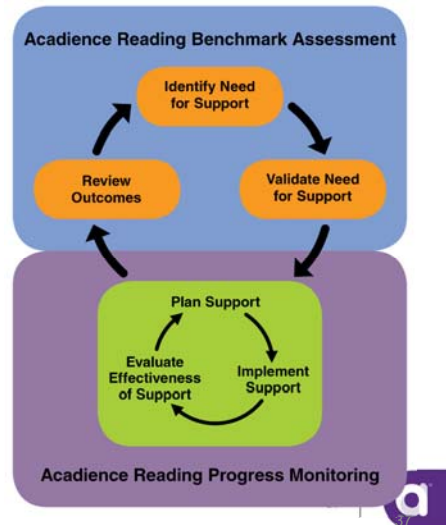 Acadience Reading Benchmark Assessment
Identify Need
for Support
Review
Outcomes
Validate Need
for Support
Plan Support
Evaluate
Effectiveness
of Support
Implement
Support
Acadience Reading Progress Monitoring
a
37